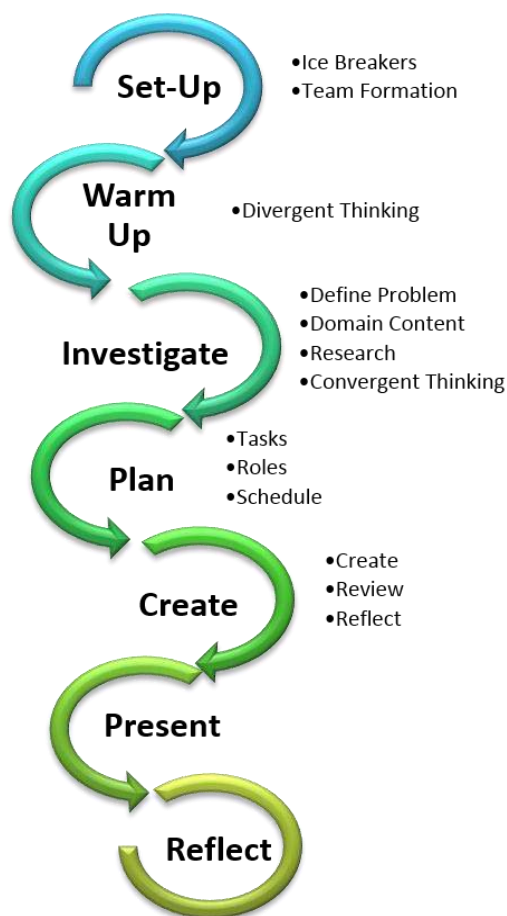 Set-Up
•Ice Breakers
•Team Formation
Warm
Up
•Divergent Thinking
Investigate
•Define Problem
•Domain Content
•Research
•Convergent Thinking
Plan
•Tasks
•Roles
•Schedule
Create
•Create
•Review
•Reflect
Present
Reflect